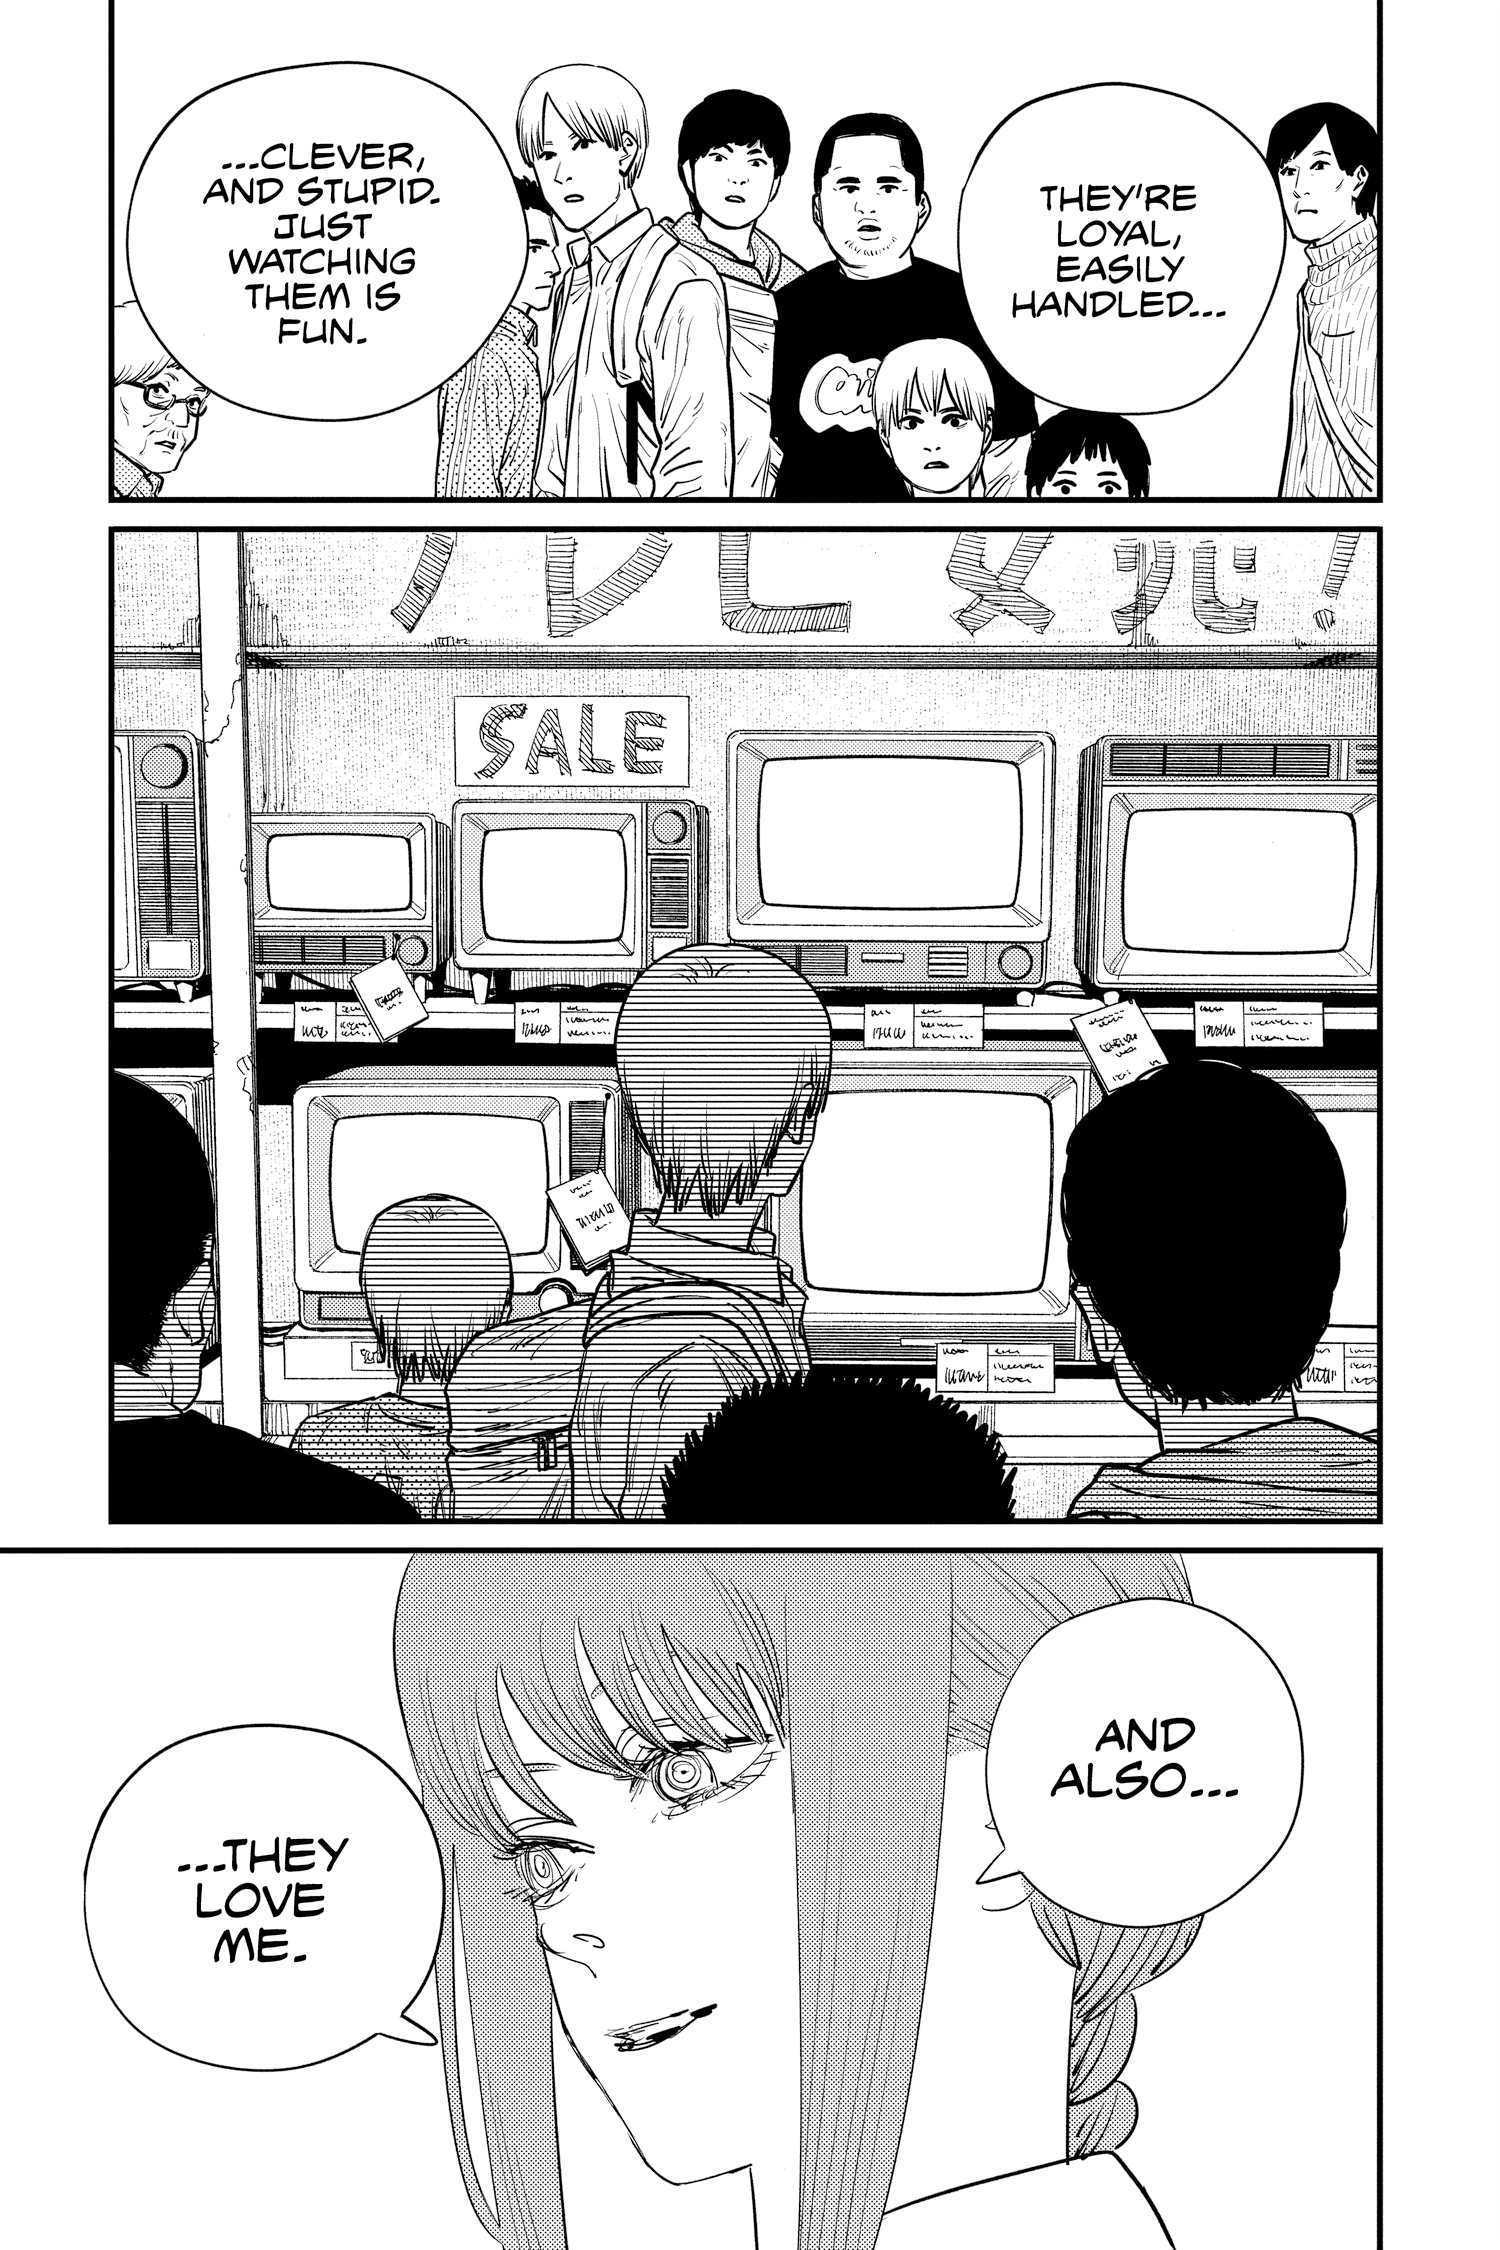 THEY'RE
LOYAL,
EASILY
HANDLED...
...CLEVER,
AND STUPID.
JUST
WATCHING
THEM IS
FUN.
SALE
AND
ALSO...
...THEY
LOVE
ME.